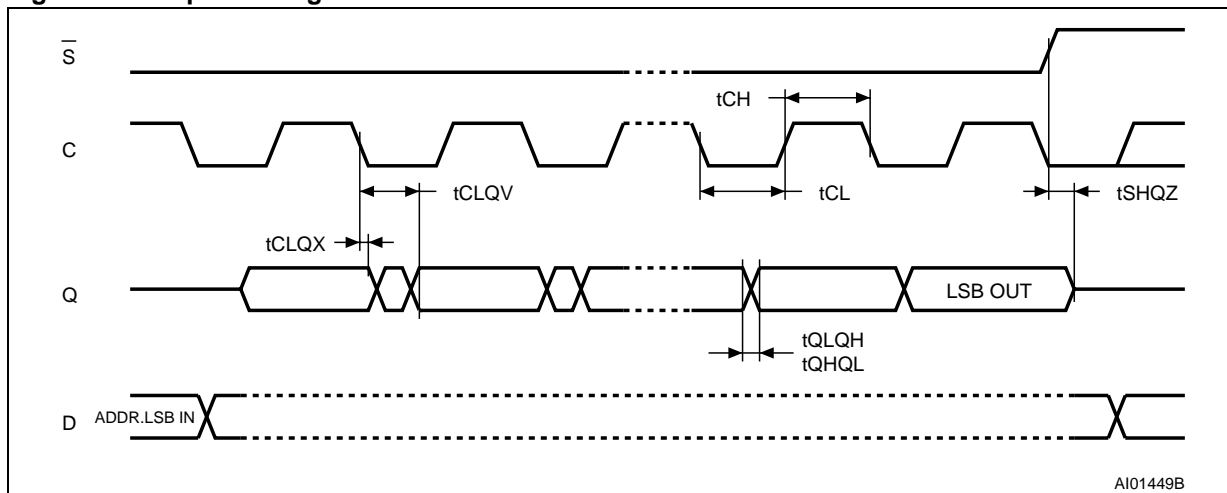 S
tCH
C
tCLQV
tCL
tSHQZ
tCLQX
Q
LSB OUT
tQLQH
tQHQL
D
ADDR.LSB IN
AI01449B